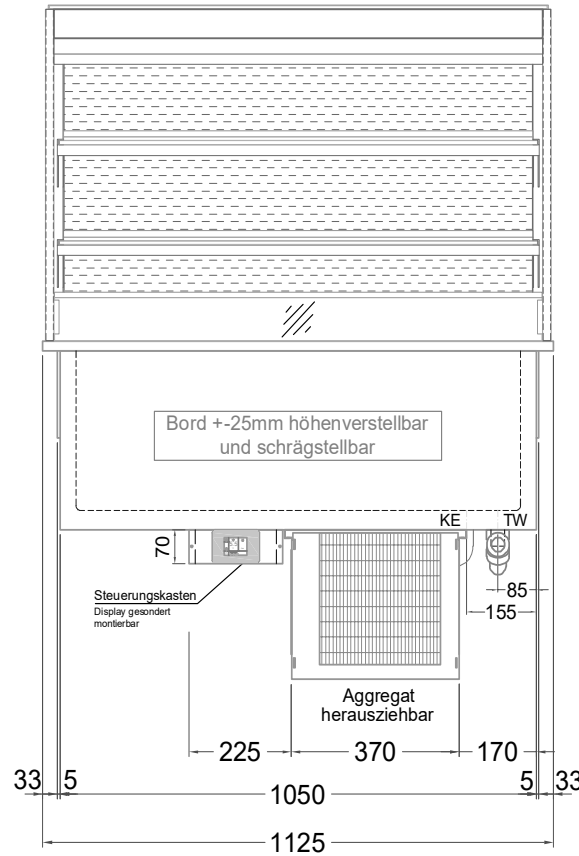 Bord +-25mm höhenverstellbar
und schrägstellbar
KE TW
70
Steuerungskasten
Display gesondert
montierbar
85
155
Aggregat
herausziehbar
225 370 170
33 5 1050 5 33
1125